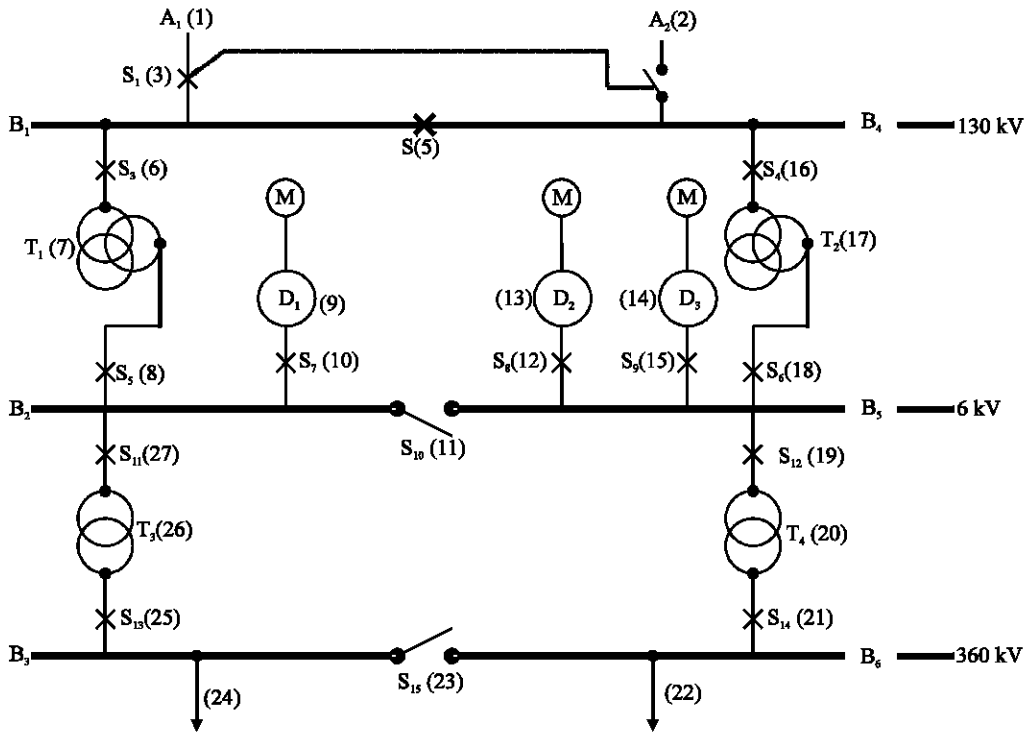 A₁ (1)
A₂(2)
S₁ (3)
B₁
S(5)
B₄
130 kV
S₃ (6)
S₄(16)
M
M
M
T₁ (7)
T₂(17)
D₁
(9)
(13)
D₂
(14)
D₃
S₅ (8)
S₇ (10)
S₈(12)
S₉(15)
S₆(18)
B₂
B₅
6 kV
S₁₀ (11)
S₁₁(27)
S₁₂ (19)
T₃(26)
T₄ (20)
S₁₃(25)
S₁₄ (21)
B₃
B₆
360 kV
S₁₅ (23)
(24)
(22)